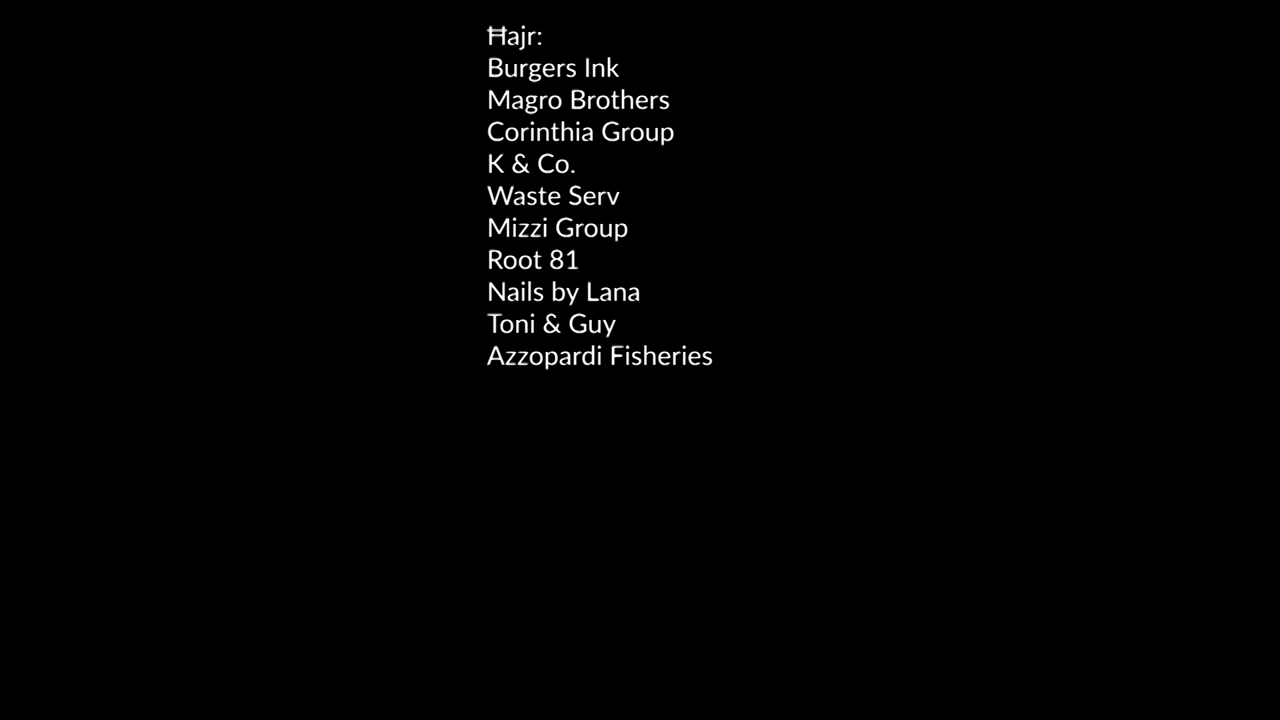 Ħajr:
Burgers Ink
Magro Brothers
Corinthia Group
K & Co.
Waste Serv
Mizzi Group
Root 81
Nails by Lana
Toni & Guy
Azzopardi Fisheries